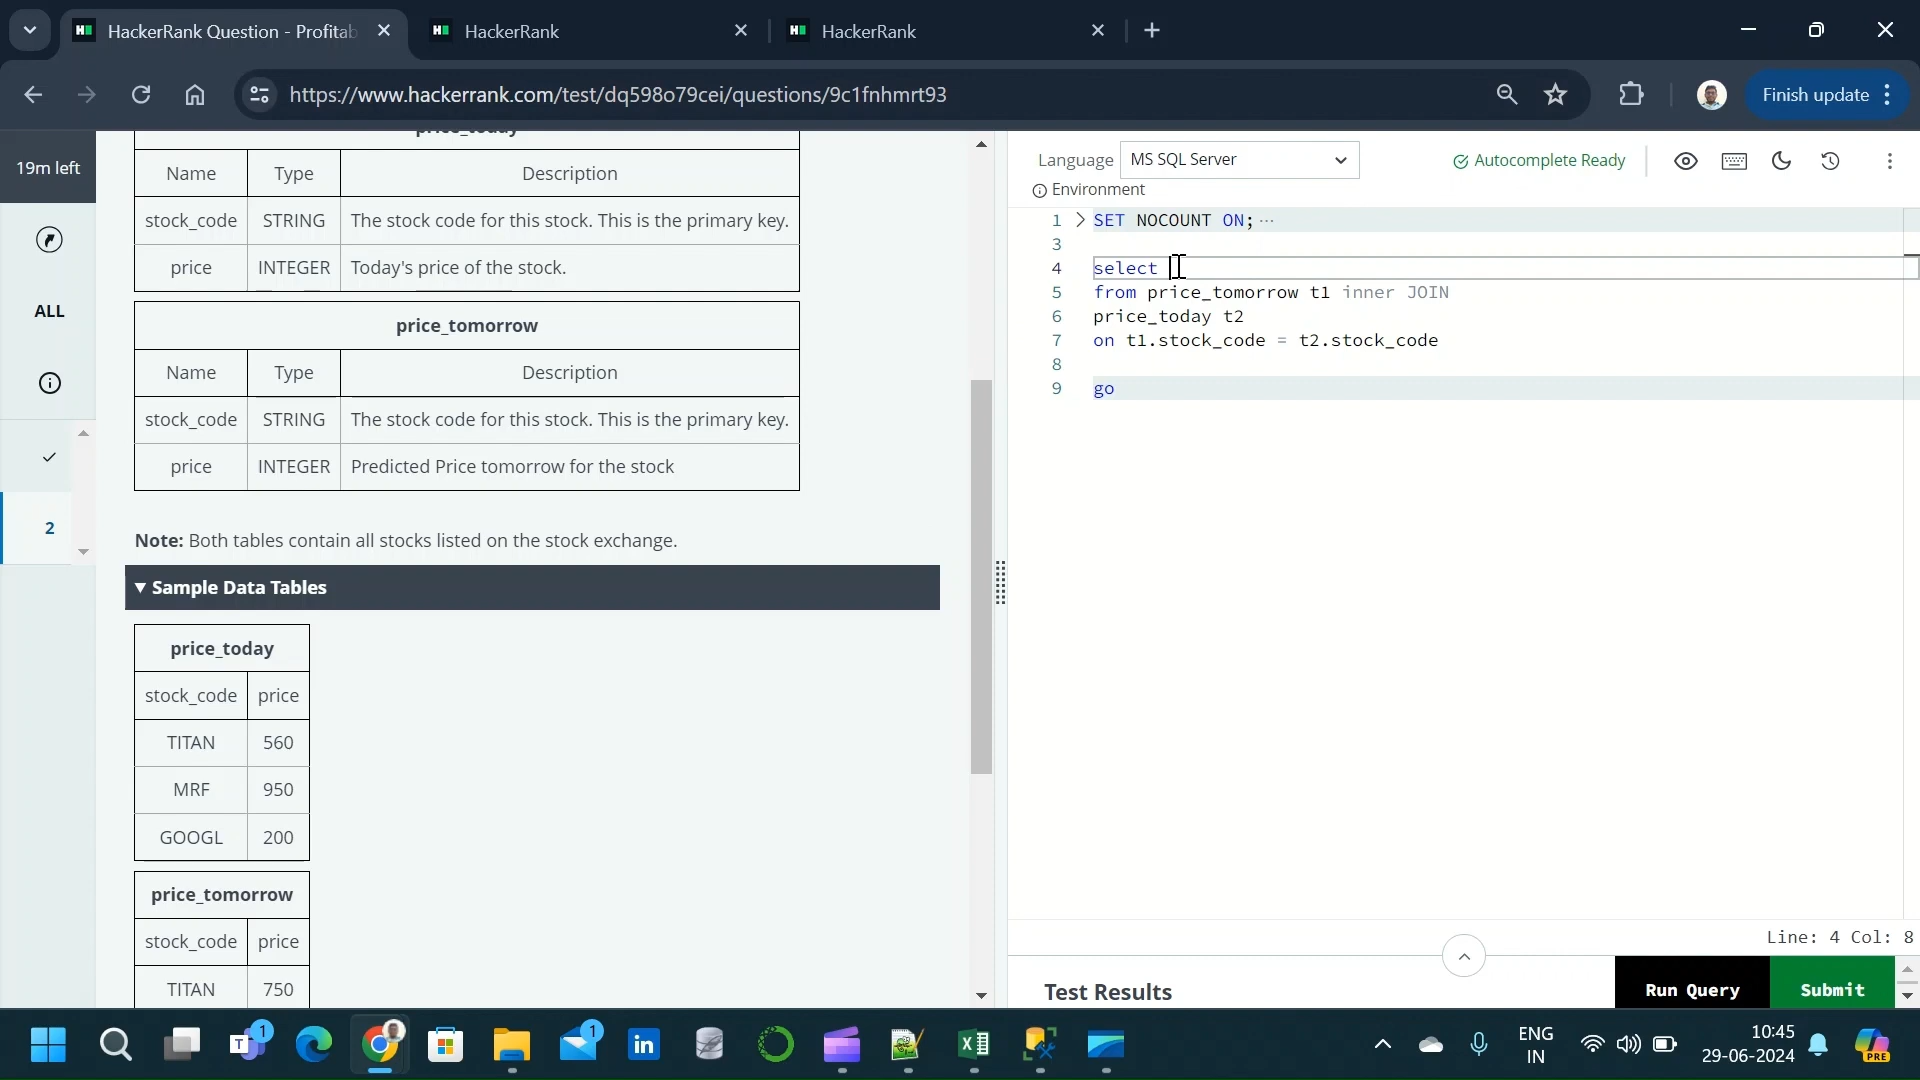 HackerRank Question - Profitab
HackerRank
HackerRank
https://www.hackerrank.com/test/dq598o79cei/questions/9c1fnhmrt93
Finish update
19m left
ALL
2
price_today
Name Type Description
stock_code STRING The stock code for this stock. This is the primary key.
price INTEGER Today's price of the stock.
price_tomorrow
Name Type Description
stock_code STRING The stock code for this stock. This is the primary key.
price INTEGER Predicted Price tomorrow for the stock
Note: Both tables contain all stocks listed on the stock exchange.
Sample Data Tables
price_today
stock_code price
TITAN 560
MRF 950
GOOGL 200
price_tomorrow
stock_code price
TITAN 750
Language MS SQL Server
Autocomplete Ready
Environment
1 SET NOCOUNT ON; ...
3
4 select
5 from price_tomorrow t1 inner JOIN
6 price_today t2
7 on t1.stock_code = t2.stock_code
8
9 go
Line: 4 Col: 8
Test Results
Run Query
Submit
1
1
ENG
IN
10:45
29-06-2024
PRE